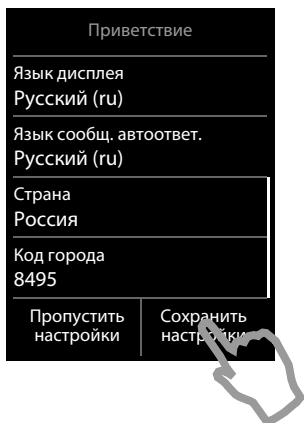 Приветствие
Язык дисплея
Русский (ru)
Язык сообщ. автоответ.
Русский (ru)
Страна
Россия
Код города
8495
Пропустить
настройки
Сохранить
настройки